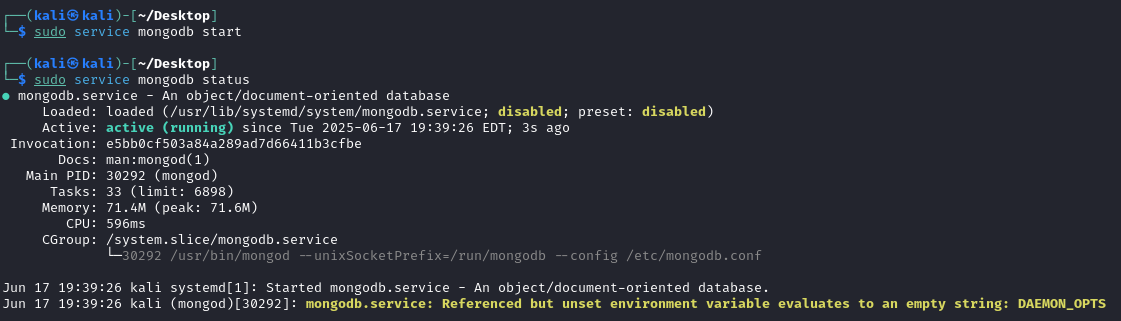 ┌──(kali㉿kali)-[~/Desktop]
└─$ sudo service mongodb start
┌──(kali㉿kali)-[~/Desktop]
└─$ sudo service mongodb status
● mongodb.service - An object/document-oriented database
Loaded: loaded (/usr/lib/systemd/system/mongodb.service; disabled; preset: disabled)
Active: active (running) since Tue 2025-06-17 19:39:26 EDT; 3s ago
Invocation: e5bb0cf503a84a289ad7d66411b3cfbe
Docs: man:mongod(1)
Main PID: 30292 (mongod)
Tasks: 33 (limit: 6898)
Memory: 71.4M (peak: 71.6M)
CPU: 596ms
CGroup: /system.slice/mongodb.service
└─30292 /usr/bin/mongod --unixSocketPrefix=/run/mongodb --config /etc/mongodb.conf
Jun 17 19:39:26 kali systemd[1]: Started mongodb.service - An object/document-oriented database.
Jun 17 19:39:26 kali (mongod)[30292]: mongodb.service: Referenced but unset environment variable evaluates to an empty string: DAEMON_OPTS